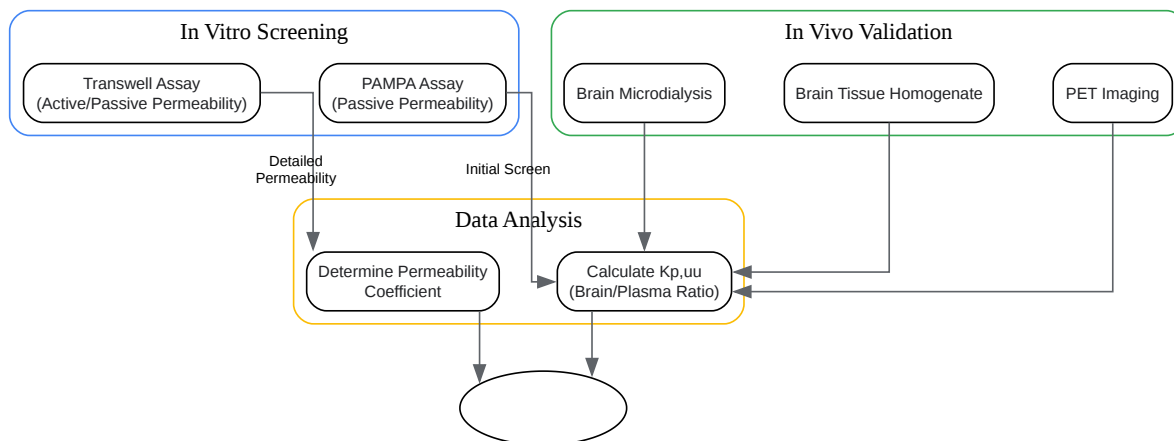 In Vitro Screening
In Vivo Validation
Transwell Assay
(Active/Passive Permeability)
PAMPA Assay
(Passive Permeability)
Brain Microdialysis
Brain Tissue Homogenate
PET Imaging
Detailed
Permeability
Initial Screen
Data Analysis
Determine Permeability
Coefficient
Calculate Kp,uu
(Brain/Plasma Ratio)